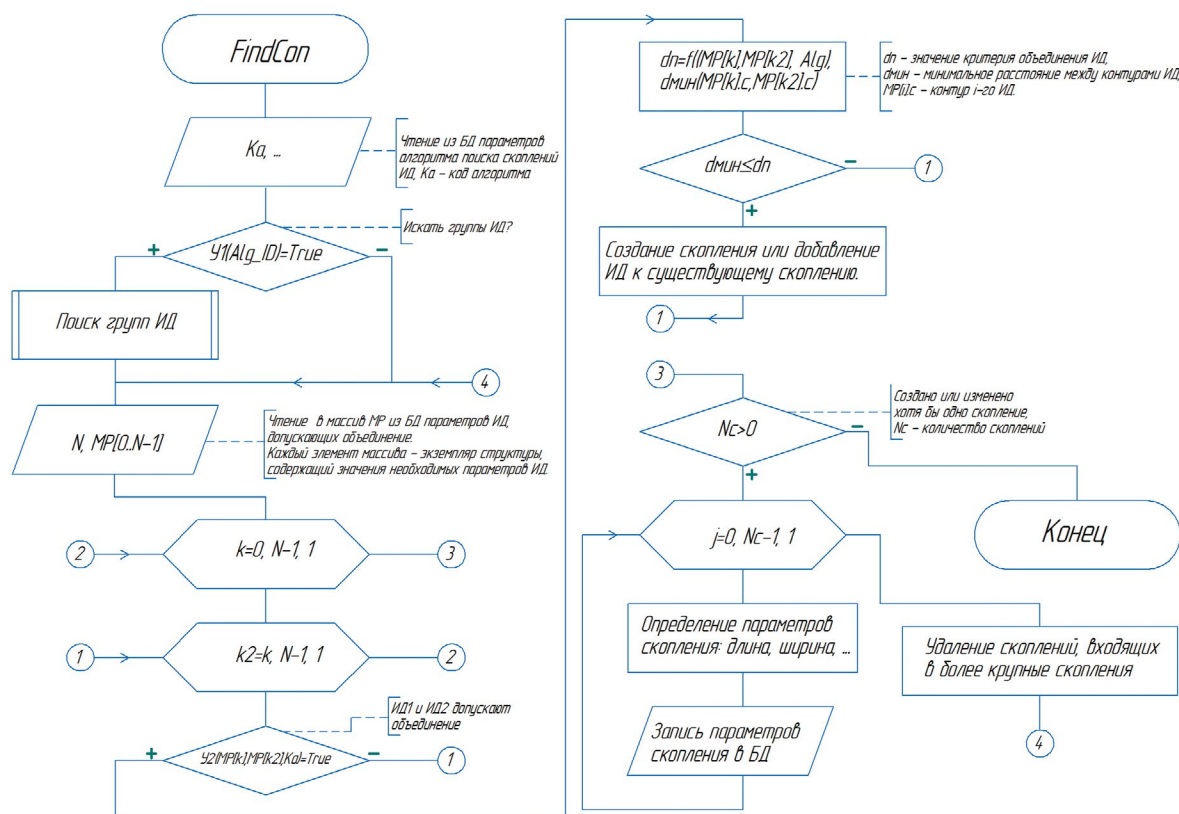 FindCon
Ka, ...
Чтение из БД параметров
алгоритма поиска скоплений
ИД, Ka – код алгоритма
Искать группы ИД?
+
У1(Alg_ID)=True
–
Поиск групп ИД
4
N, MP[0..N-1]
Чтение в массив MP из БД параметров ИД,
допускающих объединение.
Каждый элемент массива – экземпляр структуры,
содержащий значения необходимых параметров ИД.
2
k=0, N-1, 1
3
1
k2=k, N-1, 1
2
ИД1 и ИД2 допускают
объединение
+
У2(MP[k],MP[k2],Ka)=True
–
1
dп=f((MP[k],MP[k2], Alg),
dмин(MP[k].c,MP[k2].c)
dп – значение критерия объединения ИД,
dмин – минимальное расстояние между контурами ИД,
MP[i].c – контур i-го ИД.
dмин≤dп
–
1
+
Создание скопления или добавление
ИД к существующему скоплению.
1
3
Создано или изменено
хотя бы одно скопление,
Nc – количество скоплений
Nc>0
–
+
j=0, Nc-1, 1
Конец
Определение параметров
скопления: длина, ширина, ...
Удаление скоплений, входящих
в более крупные скопления
Запись параметров
скопления в БД
4